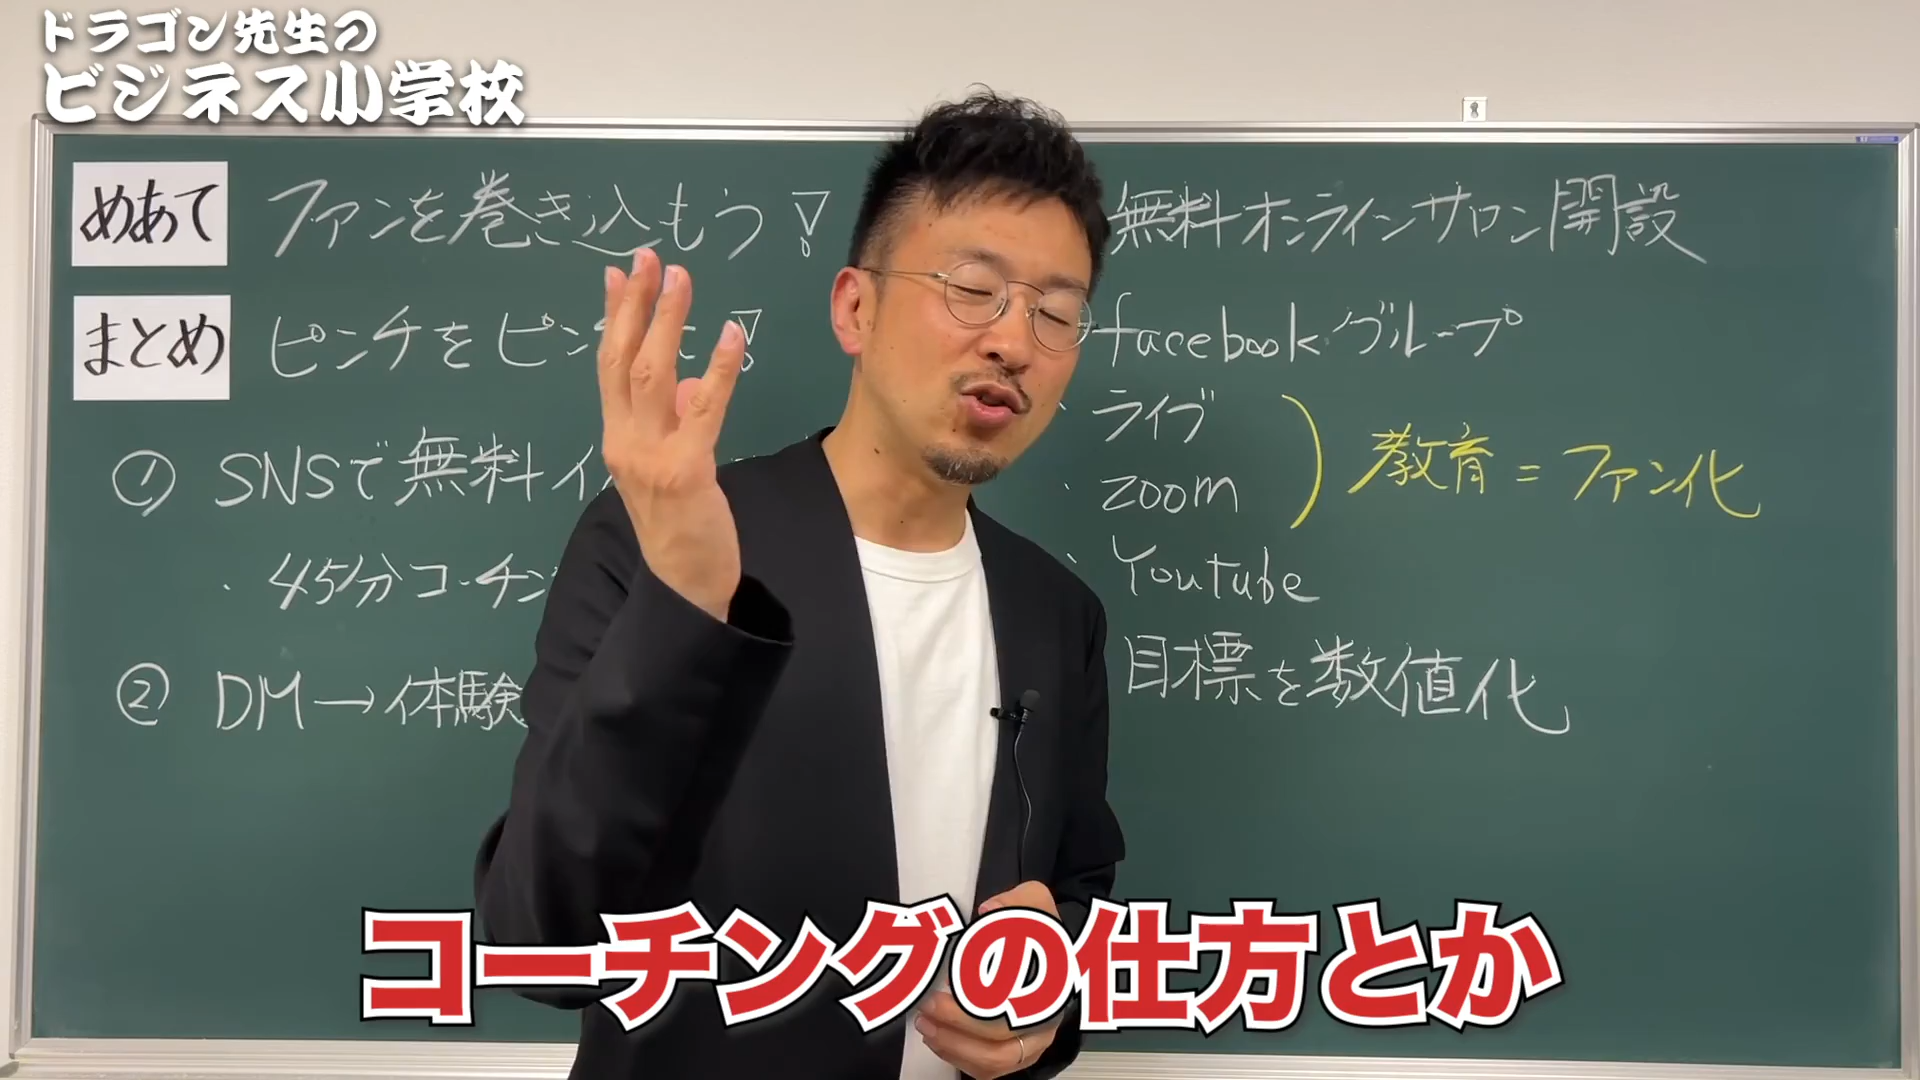 ドラゴン先生の
ビジネス小学校
めあて ファンを巻き込もう!
まとめ ピンチをピン
① SNSで無料イ
・45分コーチン
② DM→体験
無料オンラインサロン開設
facebookグループ
・ライブ
・zoom
教育=ファン化
・Youtube
目標を数値化
コーチングの仕方とか